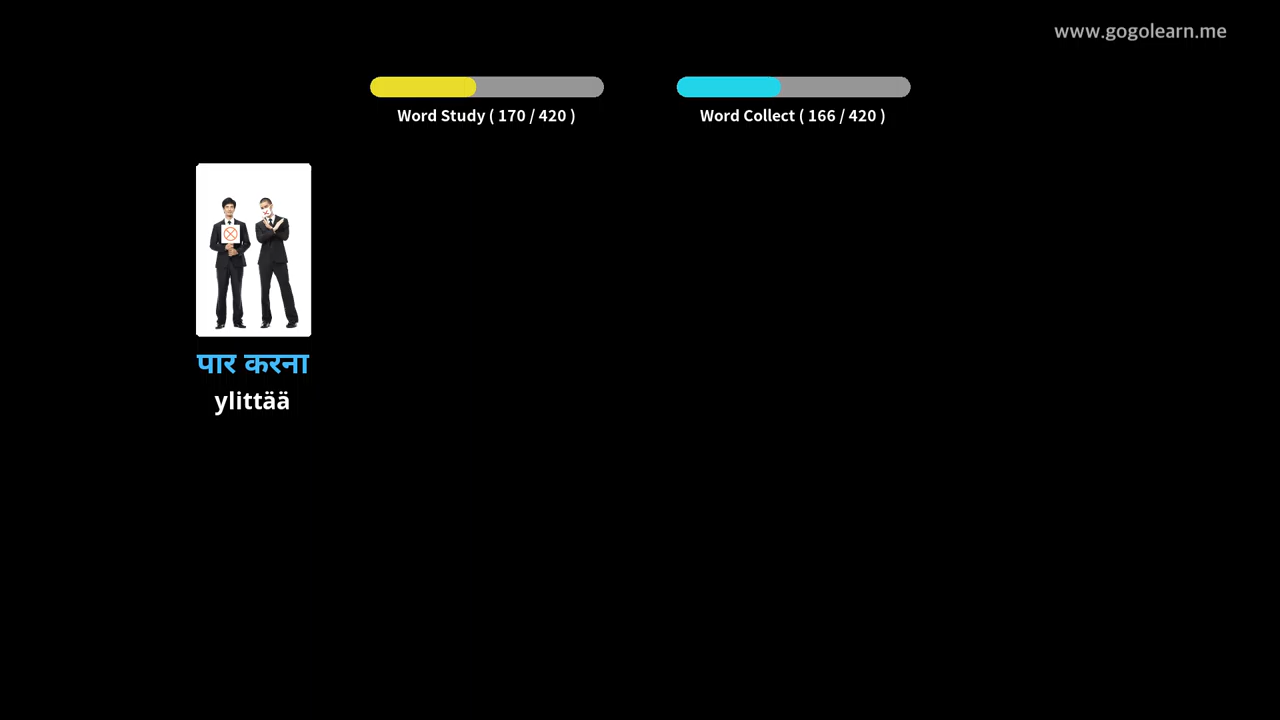 www.gogolearn.me
Word Study ( 170 / 420 )
Word Collect ( 166 / 420 )
पार करना
ylittää